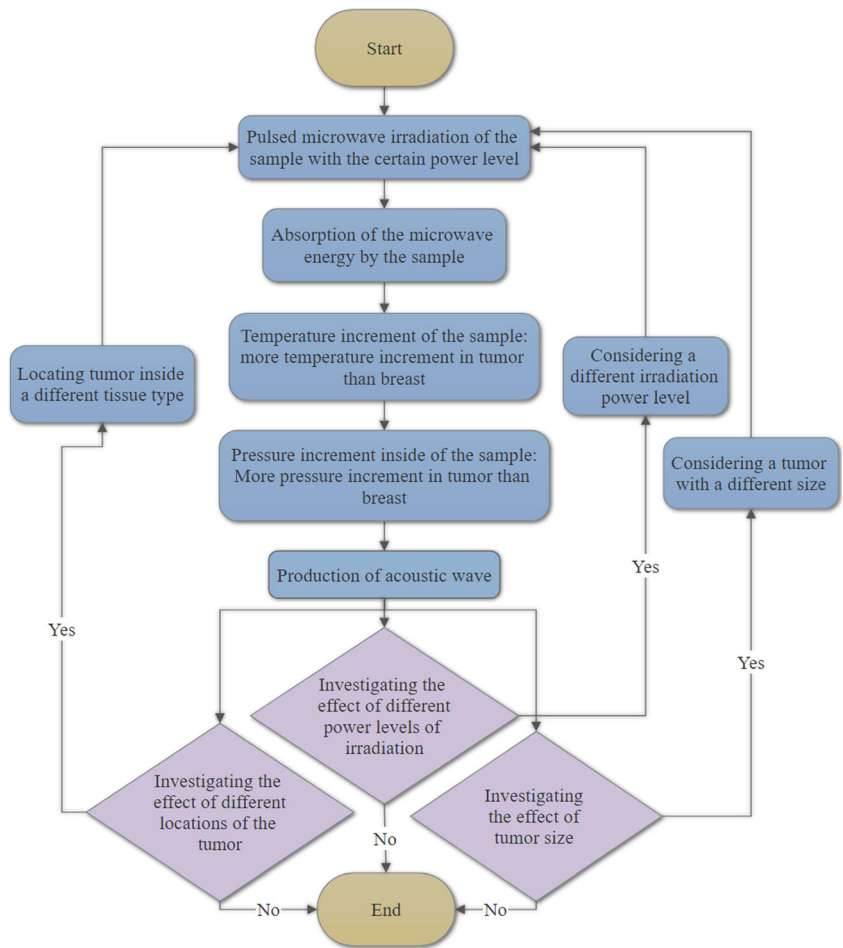 Start
Pulsed microwave irradiation of the
sample with the certain power level
Absorption of the microwave
energy by the sample
Temperature increment of the sample:
more temperature increment in tumor
than breast
Locating tumor inside
a different tissue type
Considering a
different irradiation
power level
Pressure increment inside of the sample:
More pressure increment in tumor than
breast
Considering a tumor
with a different size
Production of acoustic wave
Yes
Yes
Yes
Investigating the
effect of different
power levels of
irradiation
Investigating the
effect of different
locations of the
tumor
Investigating
the effect of
tumor size
No
No
End
No